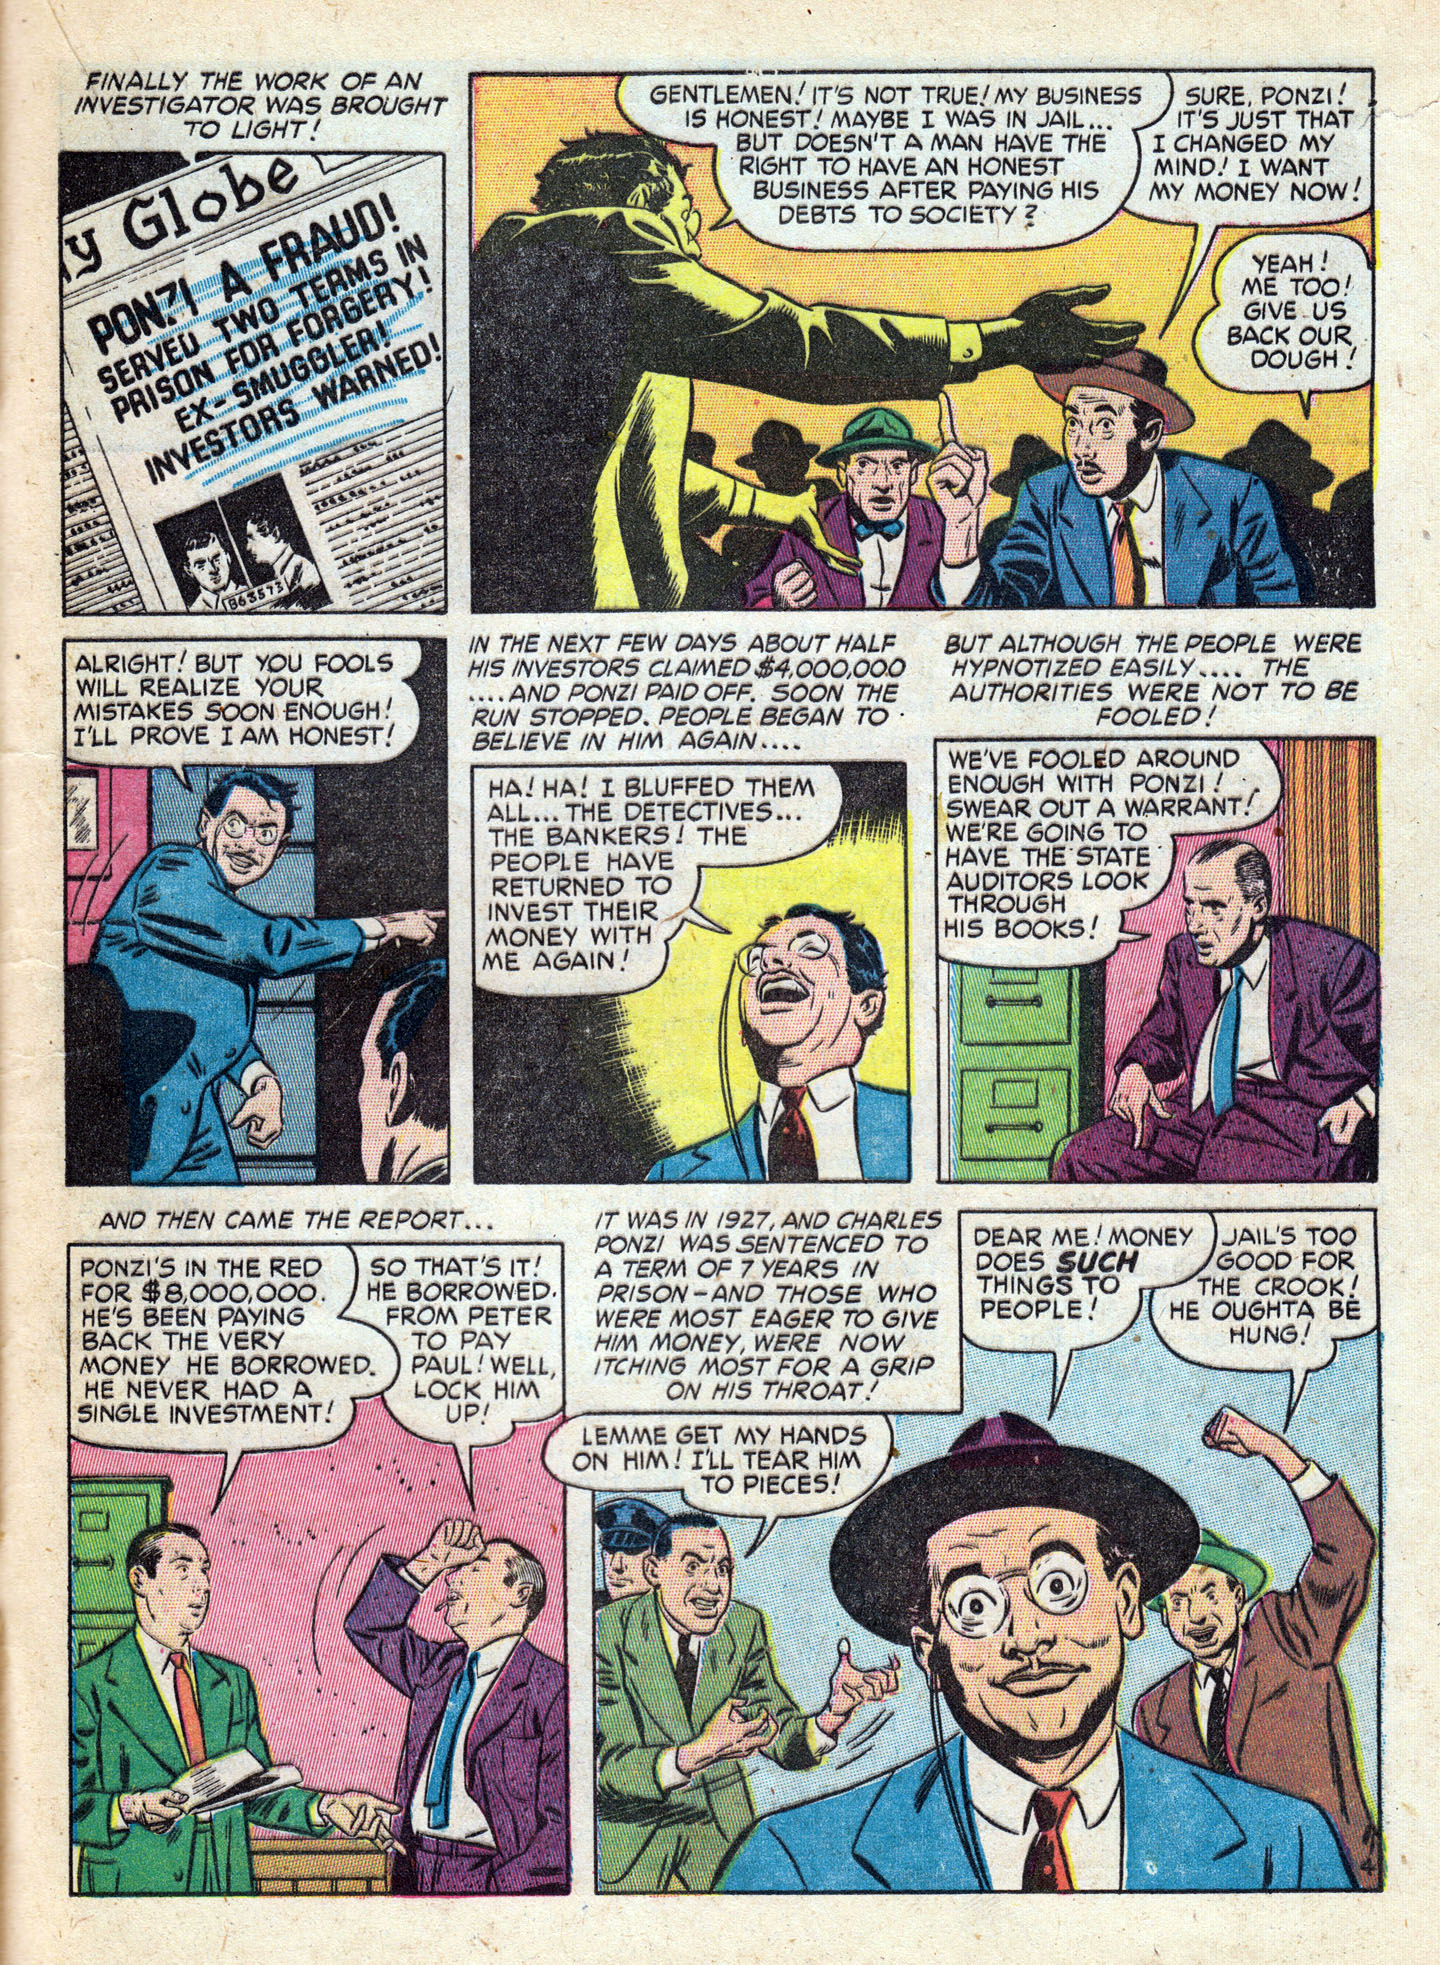 FINALLY THE WORK OF AN
INVESTIGATOR WAS BROUGHT
TO LIGHT!
Y GLOBE
PONZI A FRAUD!
SERVED TWO TERMS IN
PRISON FOR FORGERY!
EX-SMUGGLER!
INVESTORS WARNED!
B63573
GENTLEMEN! IT'S NOT TRUE! MY BUSINESS
IS HONEST! MAYBE I WAS IN JAIL...
BUT DOESN'T A MAN HAVE THE
RIGHT TO HAVE AN HONEST
BUSINESS AFTER PAYING HIS
DEBTS TO SOCIETY?
SURE, PONZI!
IT'S JUST THAT
I CHANGED MY
MIND! I WANT
MY MONEY NOW!
YEAH!
ME TOO!
GIVE US
BACK OUR
DOUGH!
ALRIGHT! BUT YOU FOOLS
WILL REALIZE YOUR
MISTAKES SOON ENOUGH!
I'LL PROVE I AM HONEST!
IN THE NEXT FEW DAYS ABOUT HALF
HIS INVESTORS CLAIMED $4,000,000
....AND PONZI PAID OFF. SOON THE
RUN STOPPED. PEOPLE BEGAN TO
BELIEVE IN HIM AGAIN....
HA! HA! I BLUFFED THEM
ALL... THE DETECTIVES...
THE BANKERS! THE
PEOPLE HAVE
RETURNED TO
INVEST THEIR
MONEY WITH
ME AGAIN!
BUT ALTHOUGH THE PEOPLE WERE
HYPNOTIZED EASILY.... THE
AUTHORITIES WERE NOT TO BE
FOOLED!
WE'VE FOOLED AROUND
ENOUGH WITH PONZI!
SWEAR OUT A WARRANT!
WE'RE GOING TO
HAVE THE STATE
AUDITORS LOOK
THROUGH
HIS BOOKS!
AND THEN CAME THE REPORT...
PONZI'S IN THE RED
FOR $8,000,000.
HE'S BEEN PAYING
BACK THE VERY
MONEY HE BORROWED.
HE NEVER HAD A
SINGLE INVESTMENT!
SO THAT'S IT!
HE BORROWED.
FROM PETER
TO PAY
PAUL! WELL,
LOCK HIM
UP!
IT WAS IN 1927, AND CHARLES
PONZI WAS SENTENCED TO
A TERM OF 7 YEARS IN
PRISON-AND THOSE WHO
WERE MOST EAGER TO GIVE
HIM MONEY, WERE NOW
ITCHING MOST FOR A GRIP
ON HIS THROAT!
LEMME GET MY HANDS
ON HIM! I'LL TEAR HIM
TO PIECES!
DEAR ME! MONEY
DOES SUCH
THINGS TO
PEOPLE!
JAIL'S TOO
GOOD FOR
THE CROOK!
HE OUGHTA BE
HUNG!
4